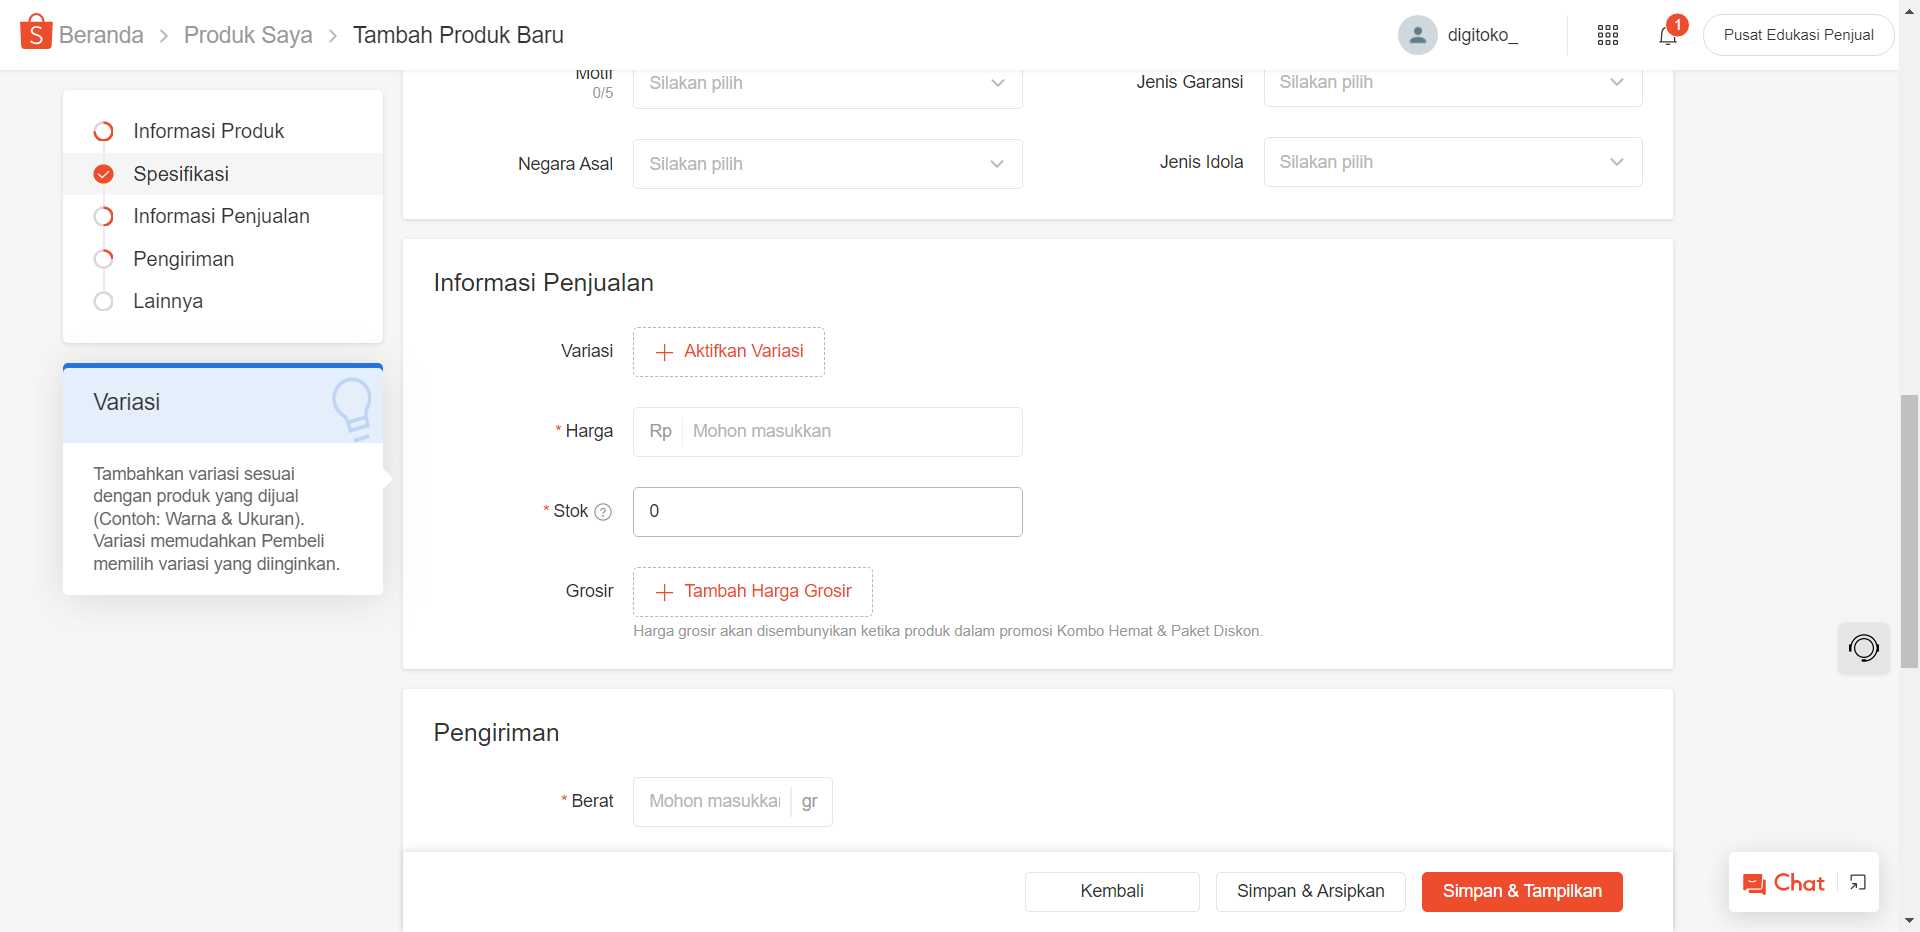 Beranda > Produk Saya > Tambah Produk Baru
digitoko_
1
Pusat Edukasi Penjual
Informasi Produk
Spesifikasi
Informasi Penjualan
Pengiriman
Lainnya
Variasi
Tambahkan variasi sesuai
dengan produk yang dijual
(Contoh: Warna & Ukuran).
Variasi memudahkan Pembeli
memilih variasi yang diinginkan.
Motif
0/5
Silakan pilih
Jenis Garansi
Silakan pilih
Negara Asal
Silakan pilih
Jenis Idola
Silakan pilih
Informasi Penjualan
Variasi
+ Aktifkan Variasi
* Harga
Rp
Mohon masukkan
* Stok ?
0
Grosir
+ Tambah Harga Grosir
Harga grosir akan disembunyikan ketika produk dalam promosi Kombo Hemat & Paket Diskon.
Pengiriman
* Berat
Mohon masukkan
gr
Kembali
Simpan & Arsipkan
Simpan & Tampilkan
Chat